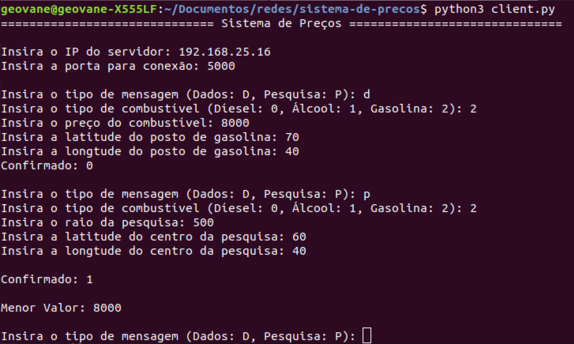 geovane@geovane-X555LF:~/Documentos/redes/sistema-de-precos$ python3 client.py
============================== Sistema de Preços ==============================
Insira o IP do servidor: 192.168.25.16
Insira a porta para conexão: 5000
Insira o tipo de mensagem (Dados: D, Pesquisa: P): d
Insira o tipo de combustível (Diesel: 0, Álcool: 1, Gasolina: 2): 2
Insira o preço do combustível: 8000
Insira a latitude do posto de gasolina: 70
Insira a longtude do posto de gasolina: 40
Confirmado: 0
Insira o tipo de mensagem (Dados: D, Pesquisa: P): p
Insira o tipo de combustível (Diesel: 0, Álcool: 1, Gasolina: 2): 2
Insira o raio da pesquisa: 500
Insira a latitude do centro da pesquisa: 60
Insira a longtude do centro da pesquisa: 40
Confirmado: 1
Menor Valor: 8000
Insira o tipo de mensagem (Dados: D, Pesquisa: P):